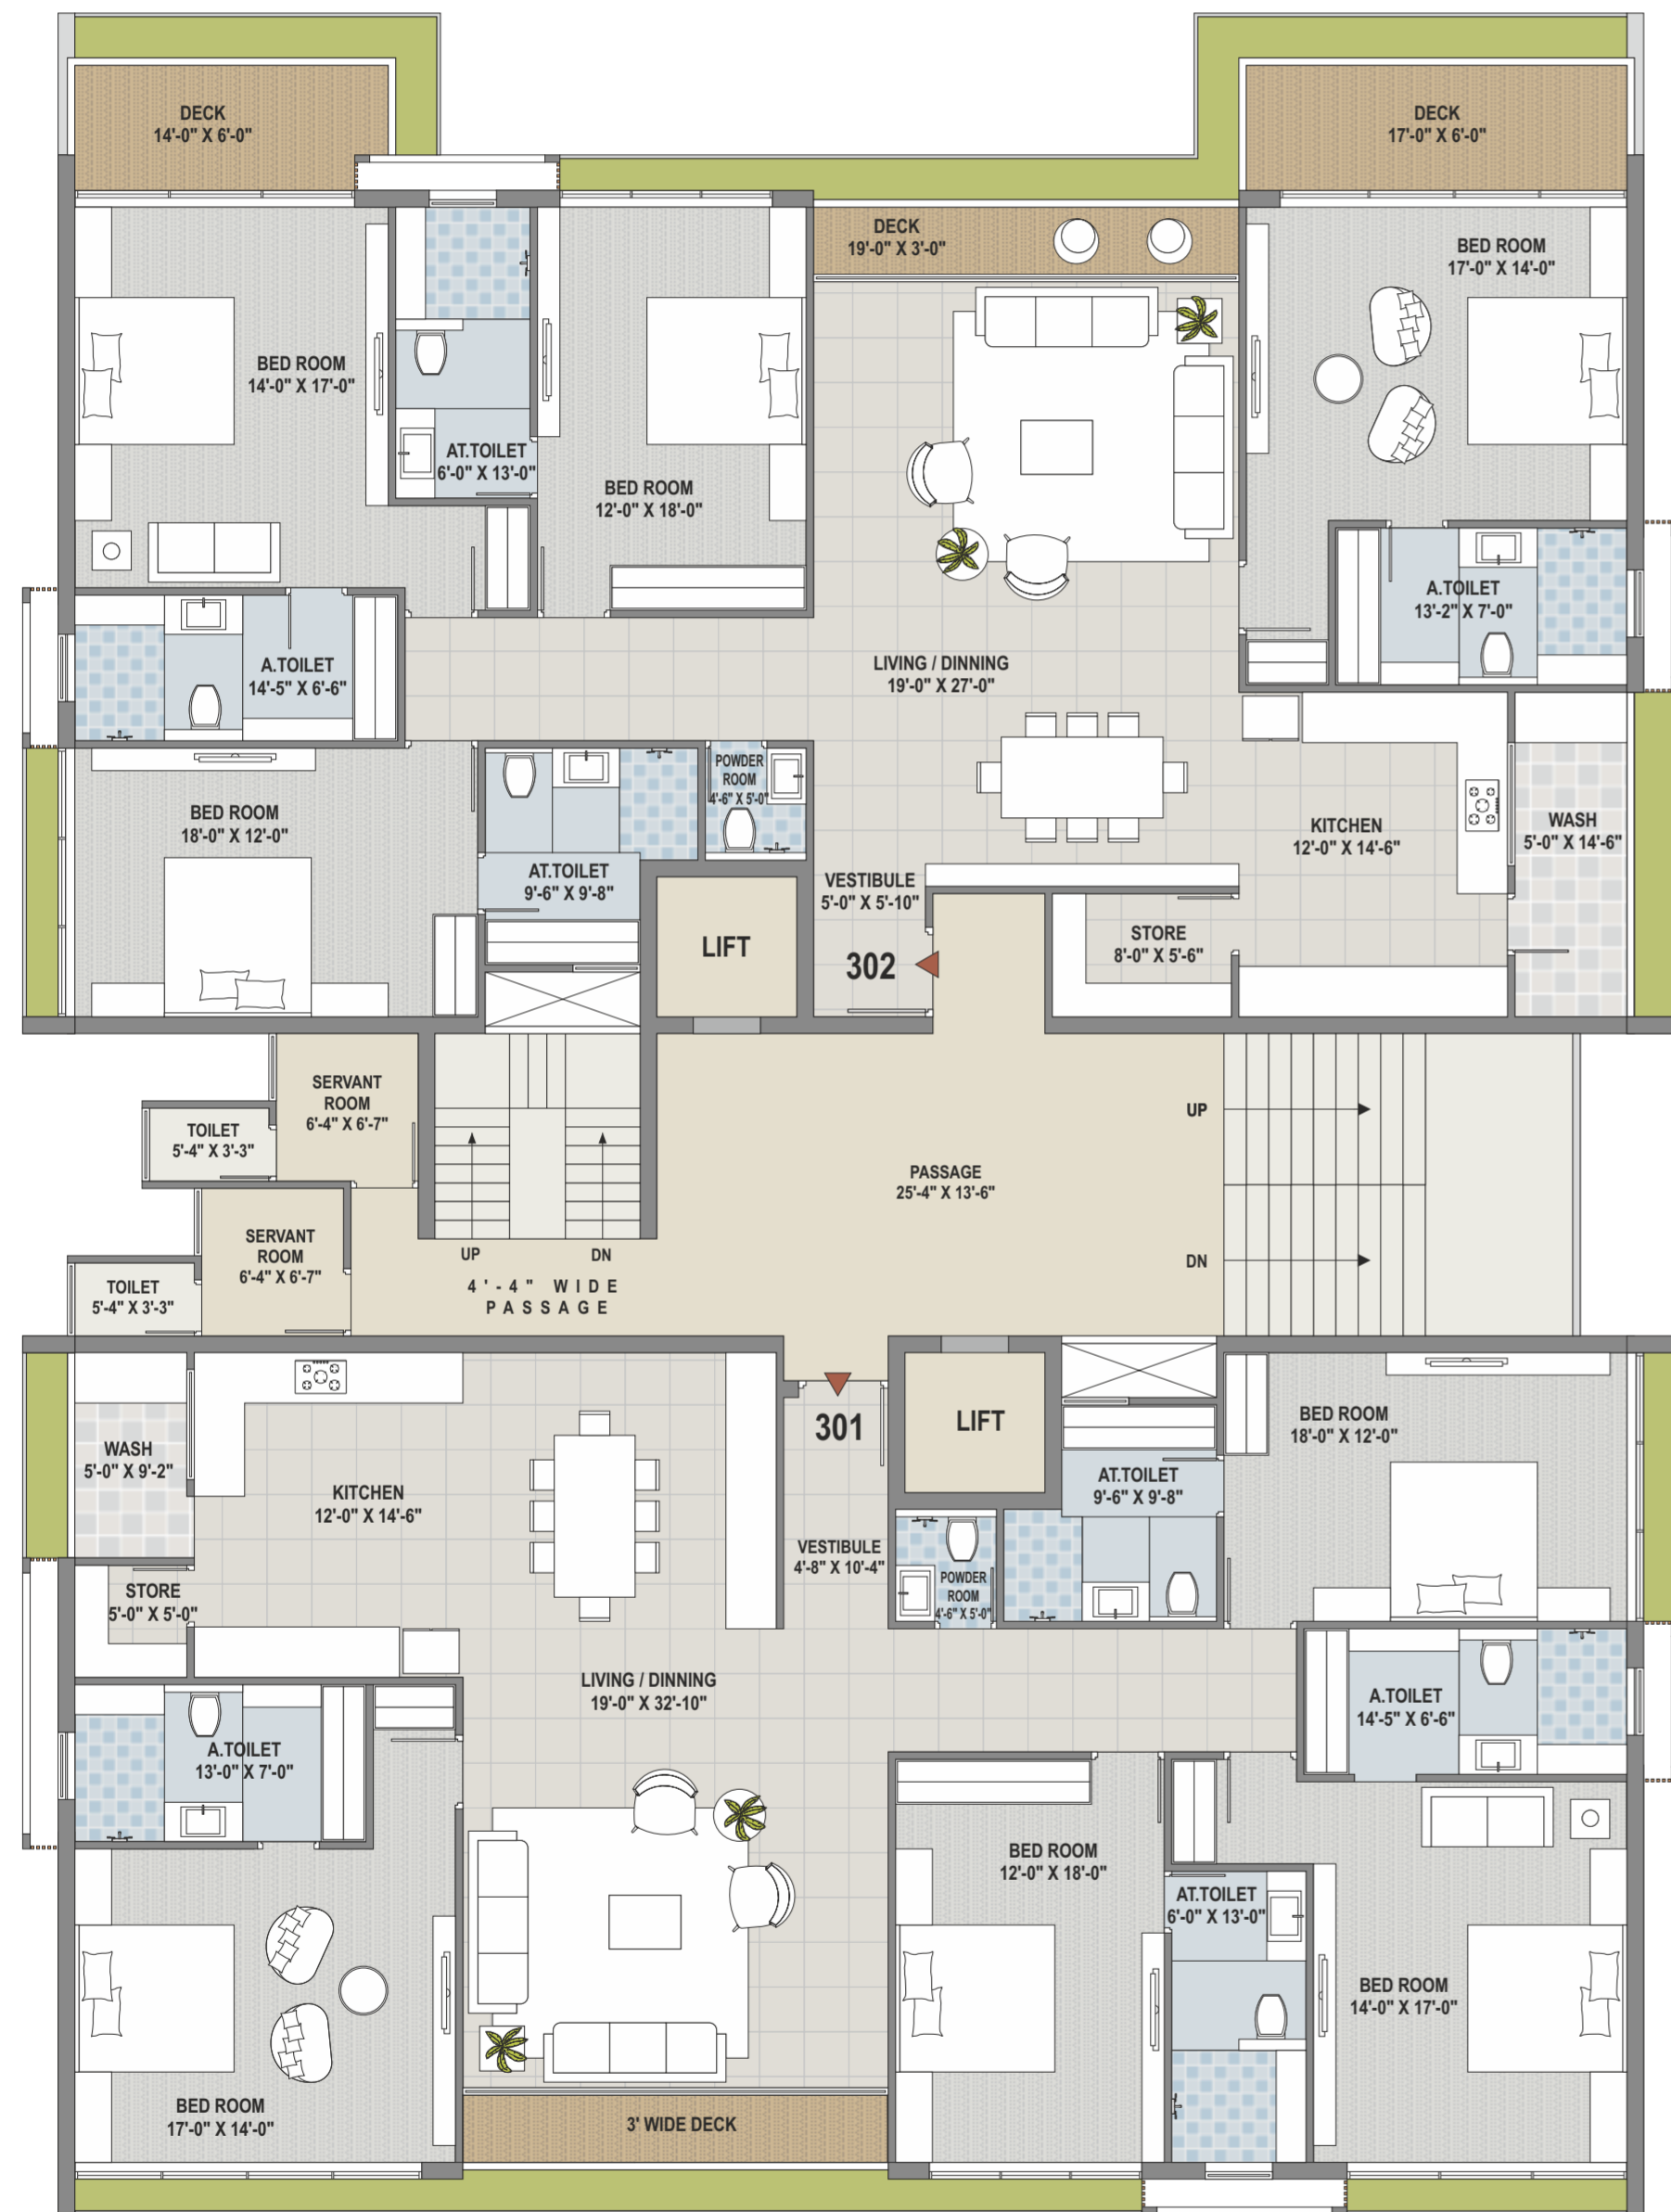 DECK
14'-0" X 6'-0"
DECK
17'-0" X 6'-0"
DECK
19'-0" X 3'-0"
BED ROOM
17'-0" X 14'-0"
BED ROOM
14'-0" X 17'-0"
AT.TOILET
6'-0" X 13'-0"
BED ROOM
12'-0" X 18'-0"
A.TOILET
13'-2" X 7'-0"
A.TOILET
14'-5" X 6'-6"
LIVING / DINNING
19'-0" X 27'-0"
BED ROOM
18'-0" X 12'-0"
POWDER
ROOM
4'-6" X 5'-0"
KITCHEN
12'-0" X 14'-6"
WASH
5'-0" X 14'-6"
AT.TOILET
9'-6" X 9'-8"
VESTIBULE
5'-0" X 5'-10"
LIFT
302
STORE
8'-0" X 5'-6"
SERVANT
ROOM
6'-4" X 6'-7"
TOILET
5'-4" X 3'-3"
UP
PASSAGE
25'-4" X 13'-6"
SERVANT
ROOM
6'-4" X 6'-7"
TOILET
5'-4" X 3'-3"
UP
DN
DN
4'-4" WIDE
PASSAGE
301
LIFT
BED ROOM
18'-0" X 12'-0"
WASH
5'-0" X 9'-2"
KITCHEN
12'-0" X 14'-6"
AT.TOILET
9'-6" X 9'-8"
VESTIBULE
4'-8" X 10'-4"
POWDER
ROOM
4'-6" X 5'-0"
STORE
5'-0" X 5'-0"
LIVING / DINNING
19'-0" X 32'-10"
A.TOILET
14'-5" X 6'-6"
A.TOILET
13'-0" X 7'-0"
BED ROOM
12'-0" X 18'-0"
AT.TOILET
6'-0" X 13'-0"
BED ROOM
14'-0" X 17'-0"
BED ROOM
17'-0" X 14'-0"
3' WIDE DECK